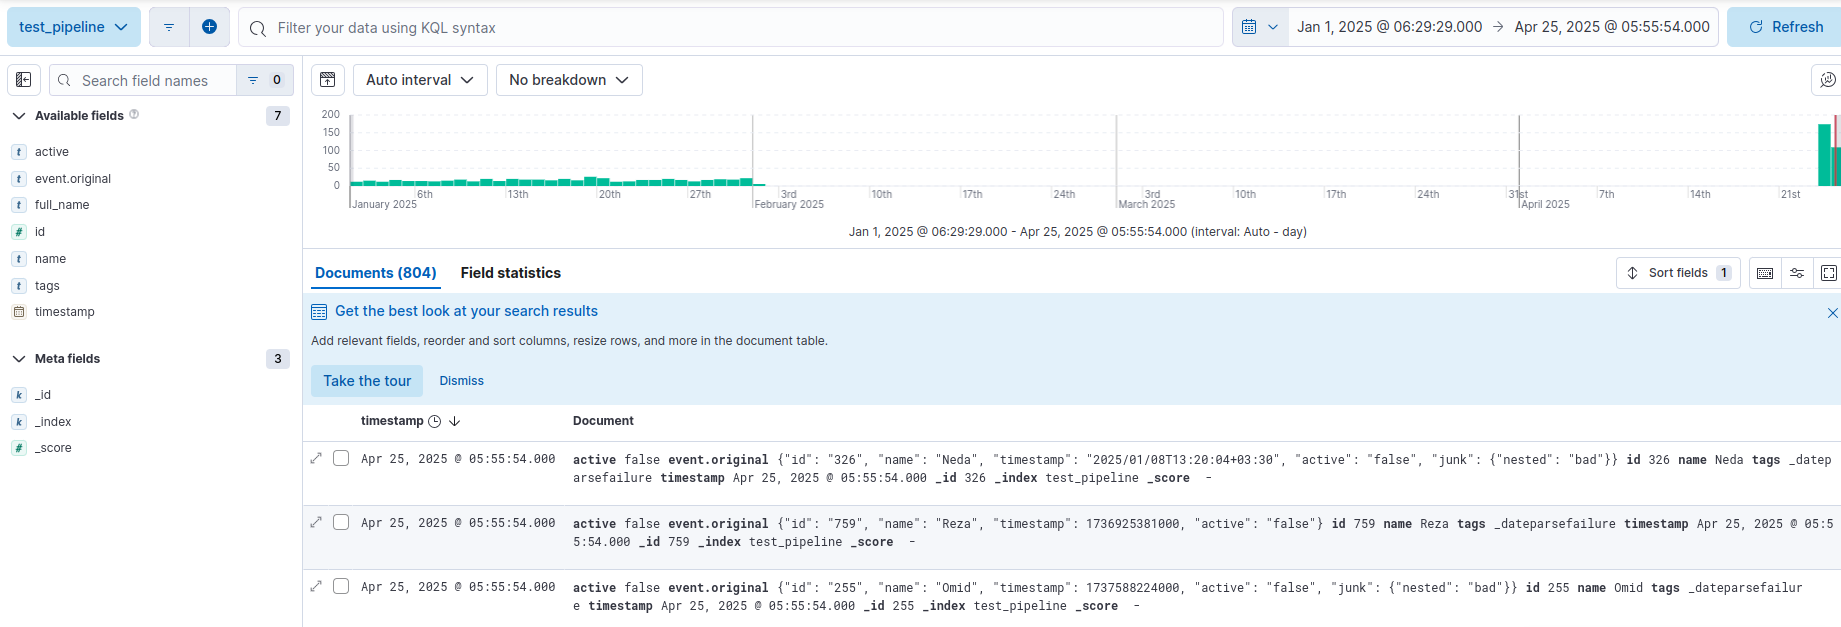 test_pipeline
Filter your data using KQL syntax
Jan 1, 2025 @ 06:29:29.000 → Apr 25, 2025 @ 05:55:54.000
Refresh
Search field names
0
Auto interval
No breakdown
Available fields
7
active
event.original
full_name
id
name
tags
timestamp
Meta fields
3
_id
_index
_score
200
150
100
50
0
6th 13th 20th 27th 3rd 10th 17th 24th 3rd 10th 17th 24th 31st 7th 14th 21st
January 2025 February 2025 March 2025 April 2025
Jan 1, 2025 @ 06:29:29.000 - Apr 25, 2025 @ 05:55:54.000 (interval: Auto - day)
Documents (804)
Field statistics
Sort fields 1
Get the best look at your search results
Add relevant fields, reorder and sort columns, resize rows, and more in the document table.
Take the tour
Dismiss
timestamp
Document
Apr 25, 2025 @ 05:55:54.000
active false event.original {"id": "326", "name": "Neda", "timestamp": "2025/01/08T13:20:04+03:30", "active": "false", "junk": {"nested": "bad"}} id 326 name Neda tags _datep
arsefailure timestamp Apr 25, 2025 @ 05:55:54.000 _id 326 _index test_pipeline _score -
Apr 25, 2025 @ 05:55:54.000
active false event.original {"id": "759", "name": "Reza", "timestamp": 1736925381000, "active": "false"} id 759 name Reza tags _dateparsefailure timestamp Apr 25, 2025 @ 05:5
5:54.000 _id 759 _index test_pipeline _score -
Apr 25, 2025 @ 05:55:54.000
active false event.original {"id": "255", "name": "Omid", "timestamp": 1737588224000, "active": "false", "junk": {"nested": "bad"}} id 255 name Omid tags _dateparsefailur
e timestamp Apr 25, 2025 @ 05:55:54.000 _id 255 _index test_pipeline _score -